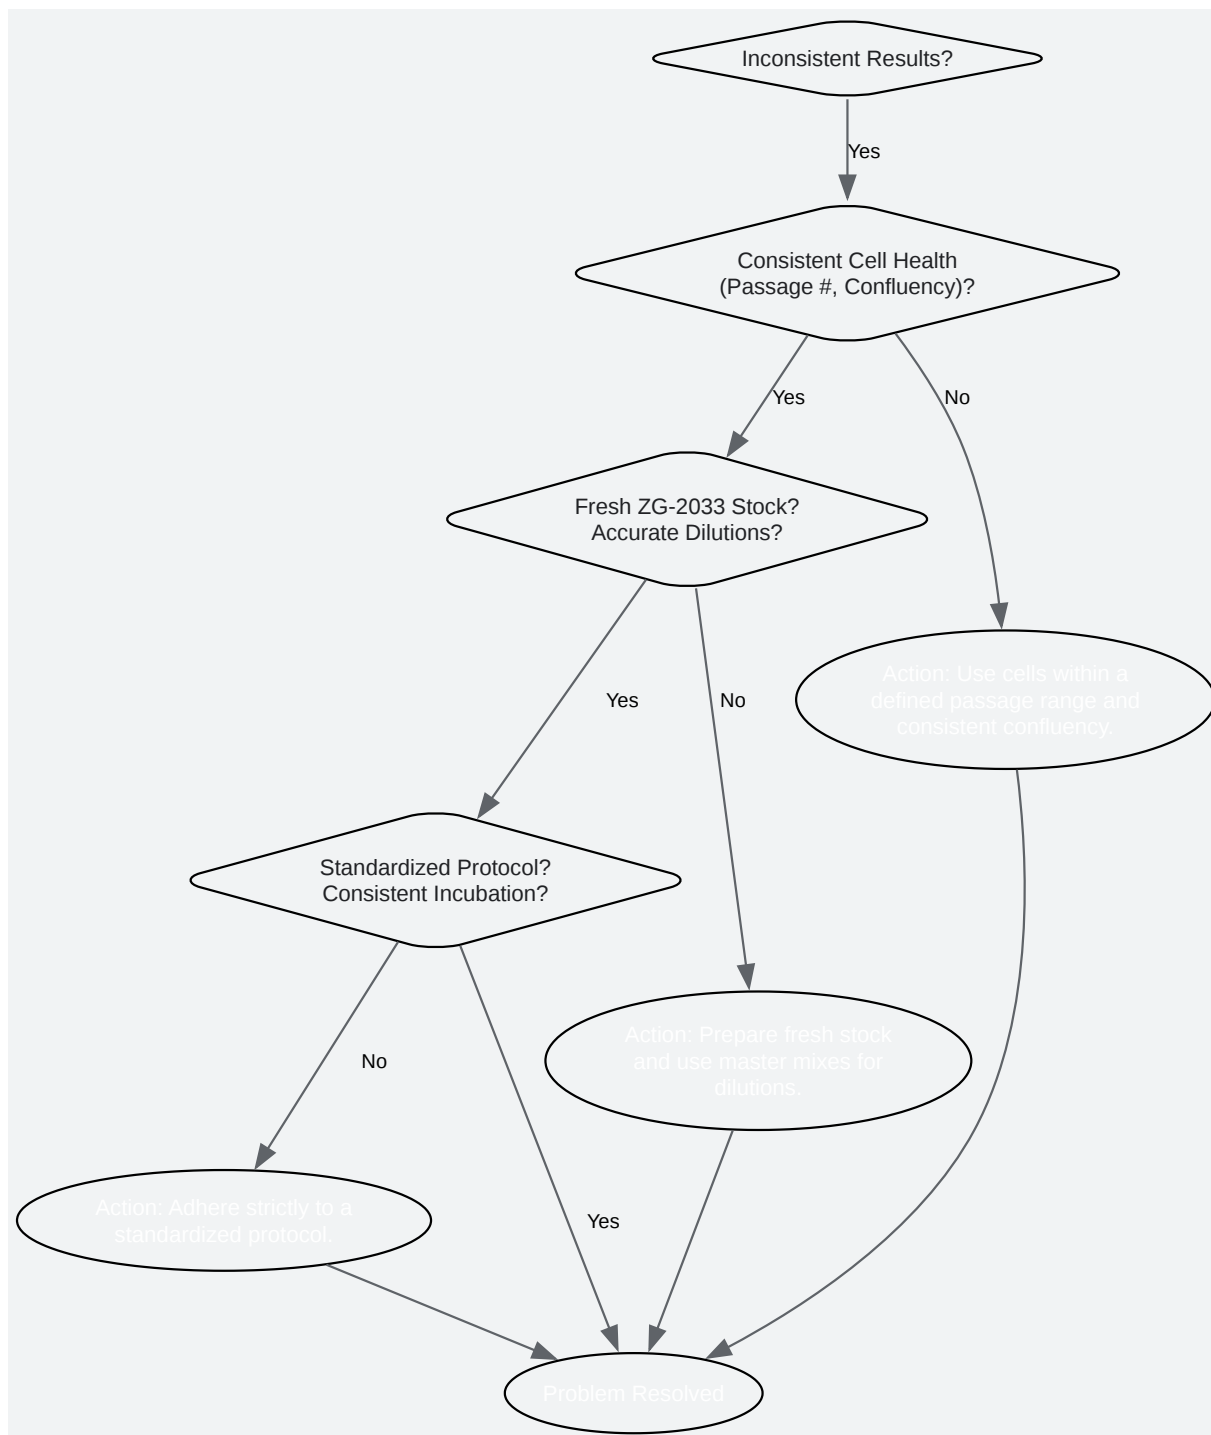 Inconsistent Results?
Yes
Consistent Cell Health
(Passage #, Confluency)?
Yes
No
Fresh ZG-2033 Stock?
Accurate Dilutions?
Action: Use cells within a
defined passage range and
consistent confluency.
Yes
No
Standardized Protocol?
Consistent Incubation?
Action: Prepare fresh stock
and use master mixes for
dilutions.
No
Action: Adhere strictly to a
standardized protocol.
Yes
Problem Resolved